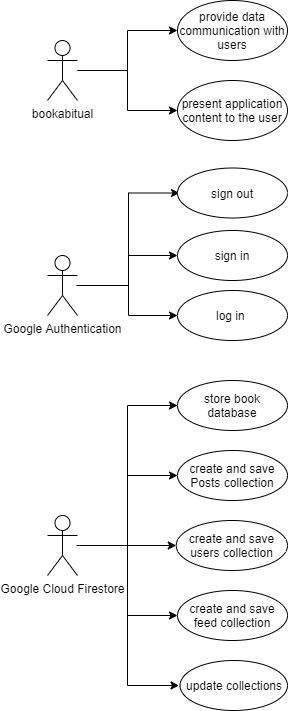 provide data
communication with
users
bookabitual
present application
content to the user
sign out
sign in
Google Authentication
log in
store book
database
create and save
Posts collection
create and save
users collection
Google Cloud Firestore
create and save
feed collection
update collections